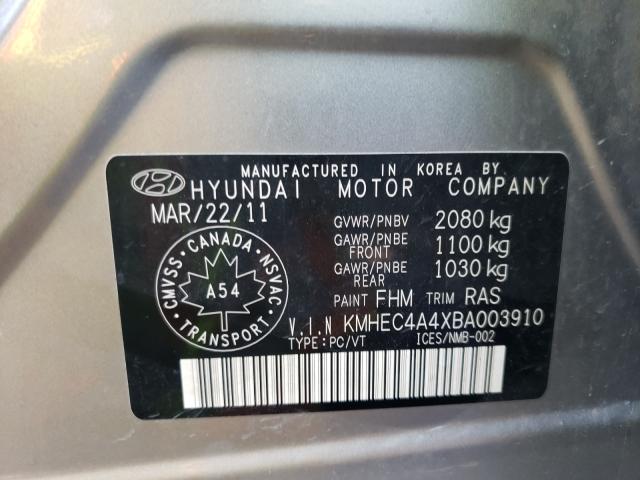 MANUFACTURED IN KOREA BY
HYUNDAI MOTOR COMPANY
MAR/22/11
GVWR/PNBV 2080 kg
GAWR/PNBE FRONT 1100 kg
GAWR/PNBE REAR 1030 kg
PAINT FHM TRIM RAS
CMVSS · CANADA · NSVAC
A54
TRANSPORT
V.I.N KMHEC4A4XBA003910
TYPE : PC/VT ICES/NMB-002